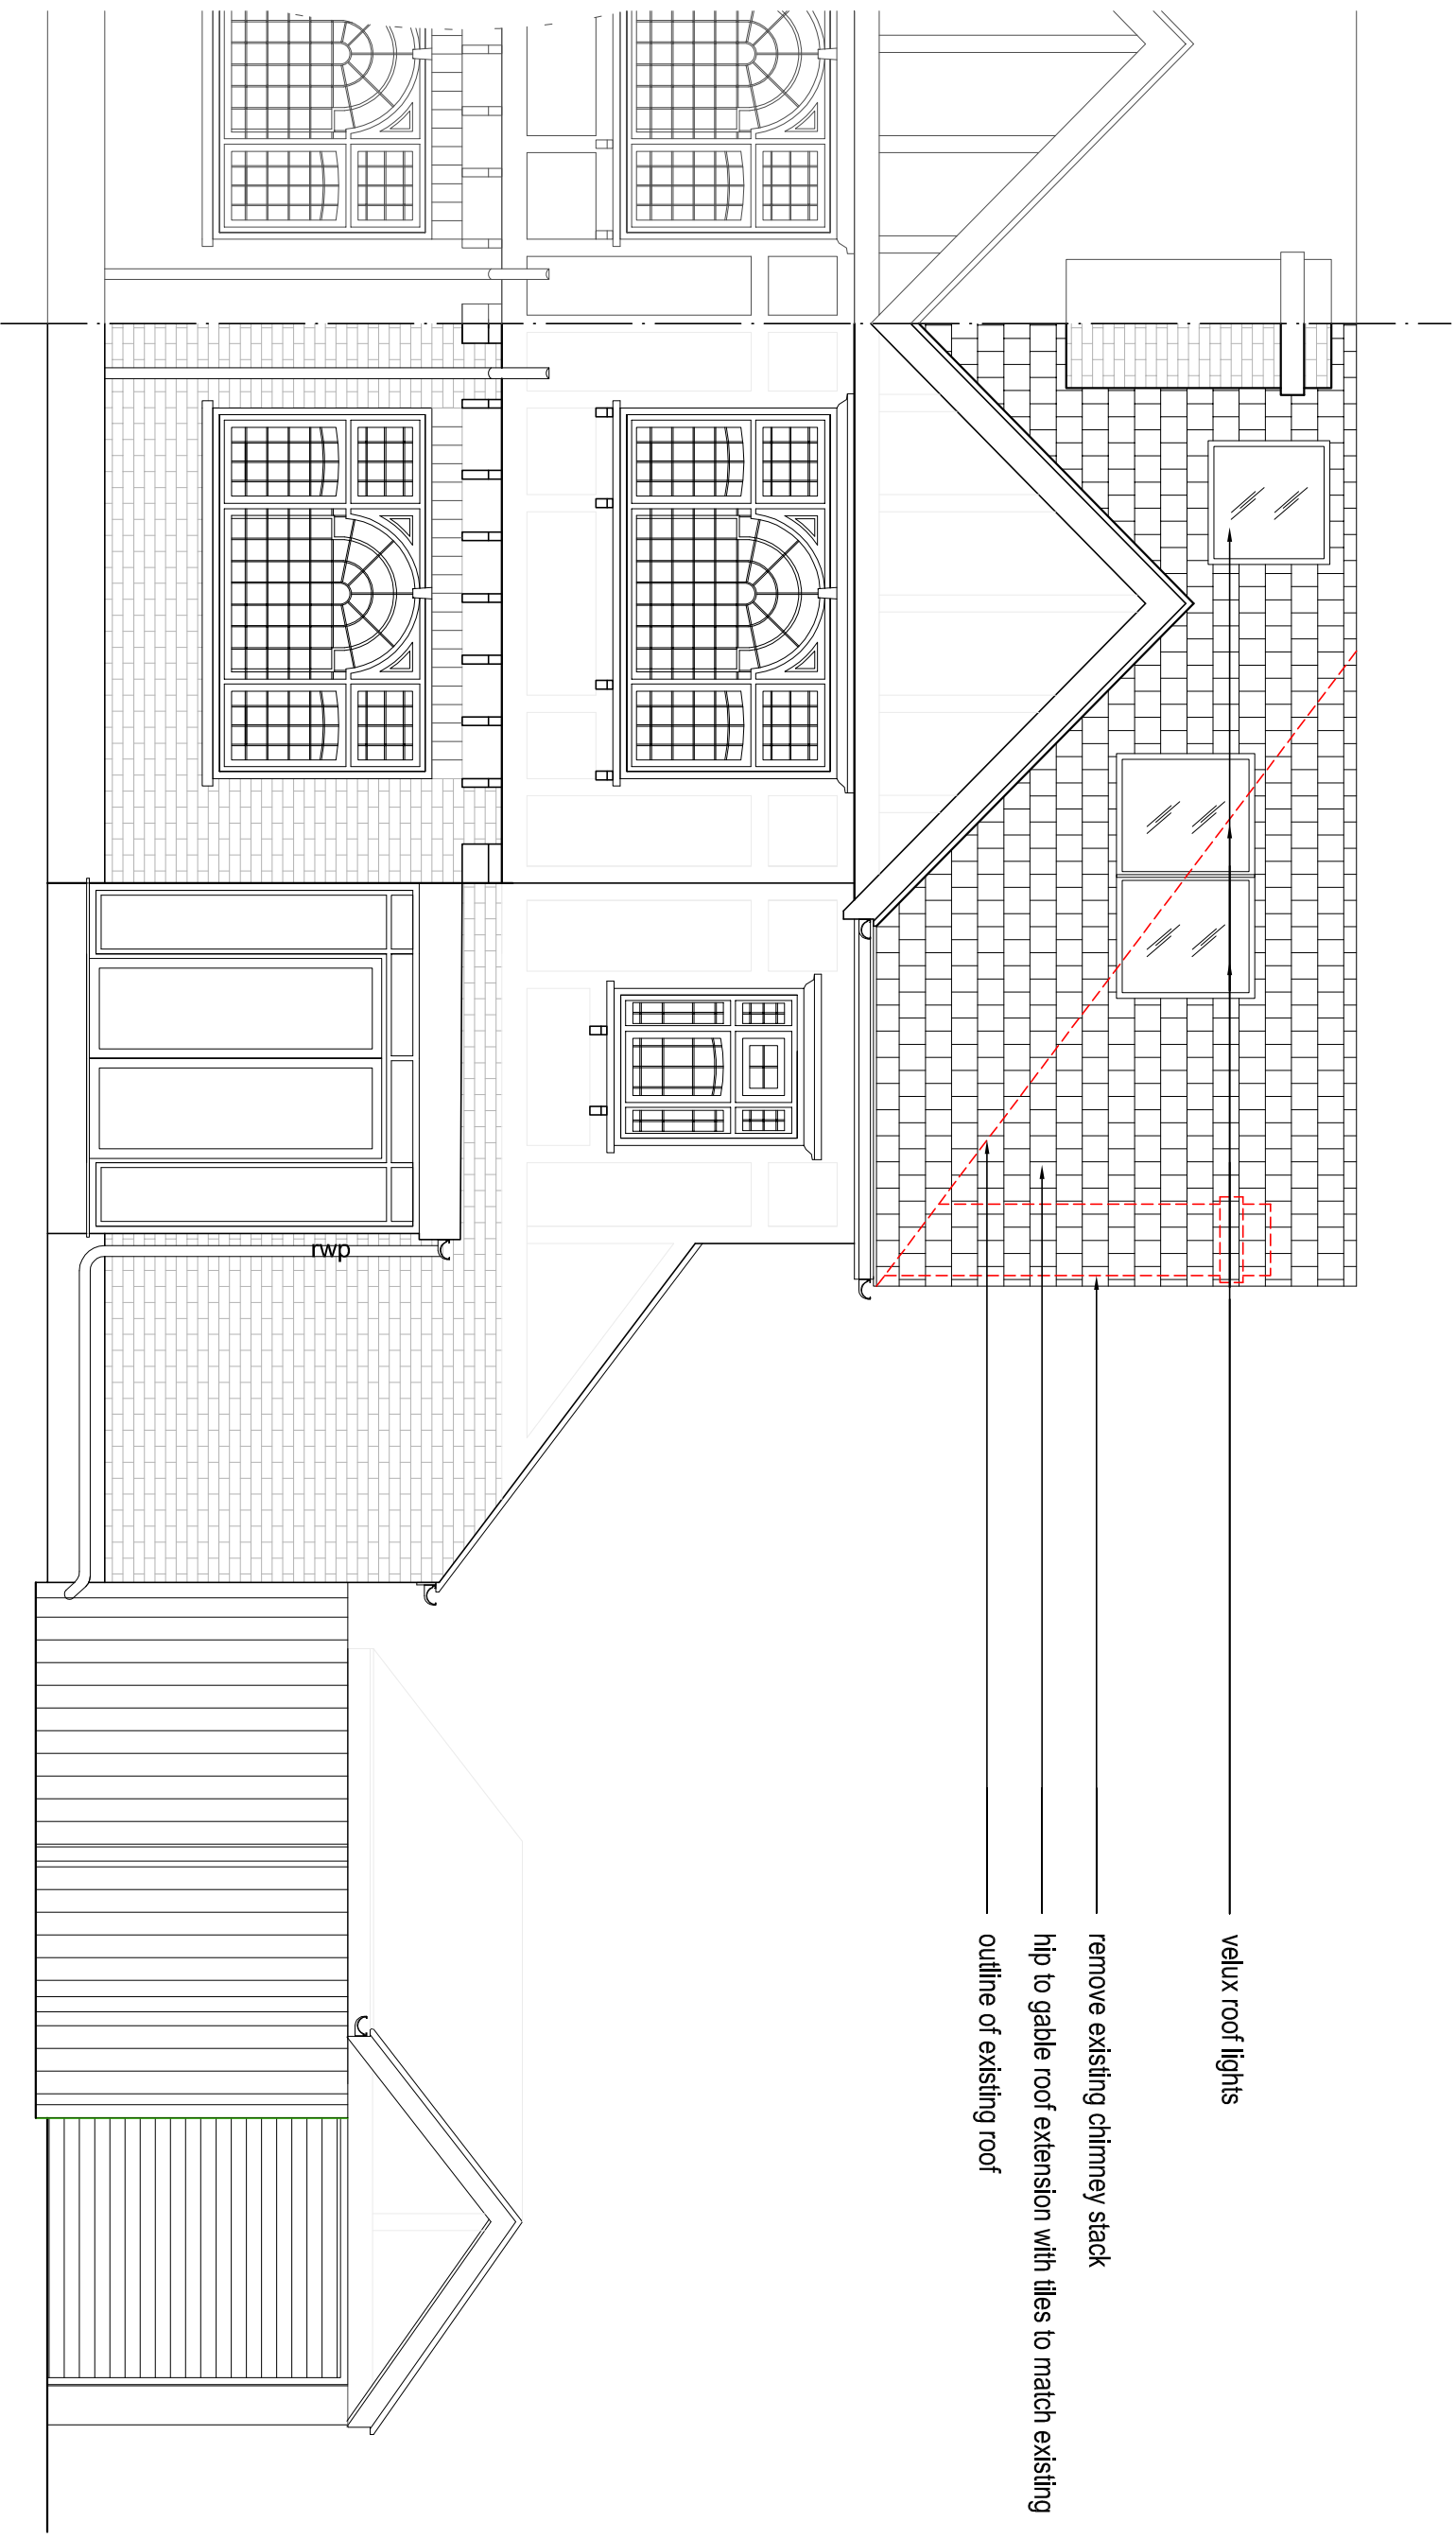 velux roof lights
remove existing chimney stack
hip to gable roof extension with tiles to match existing
outline of existing roof
rwp